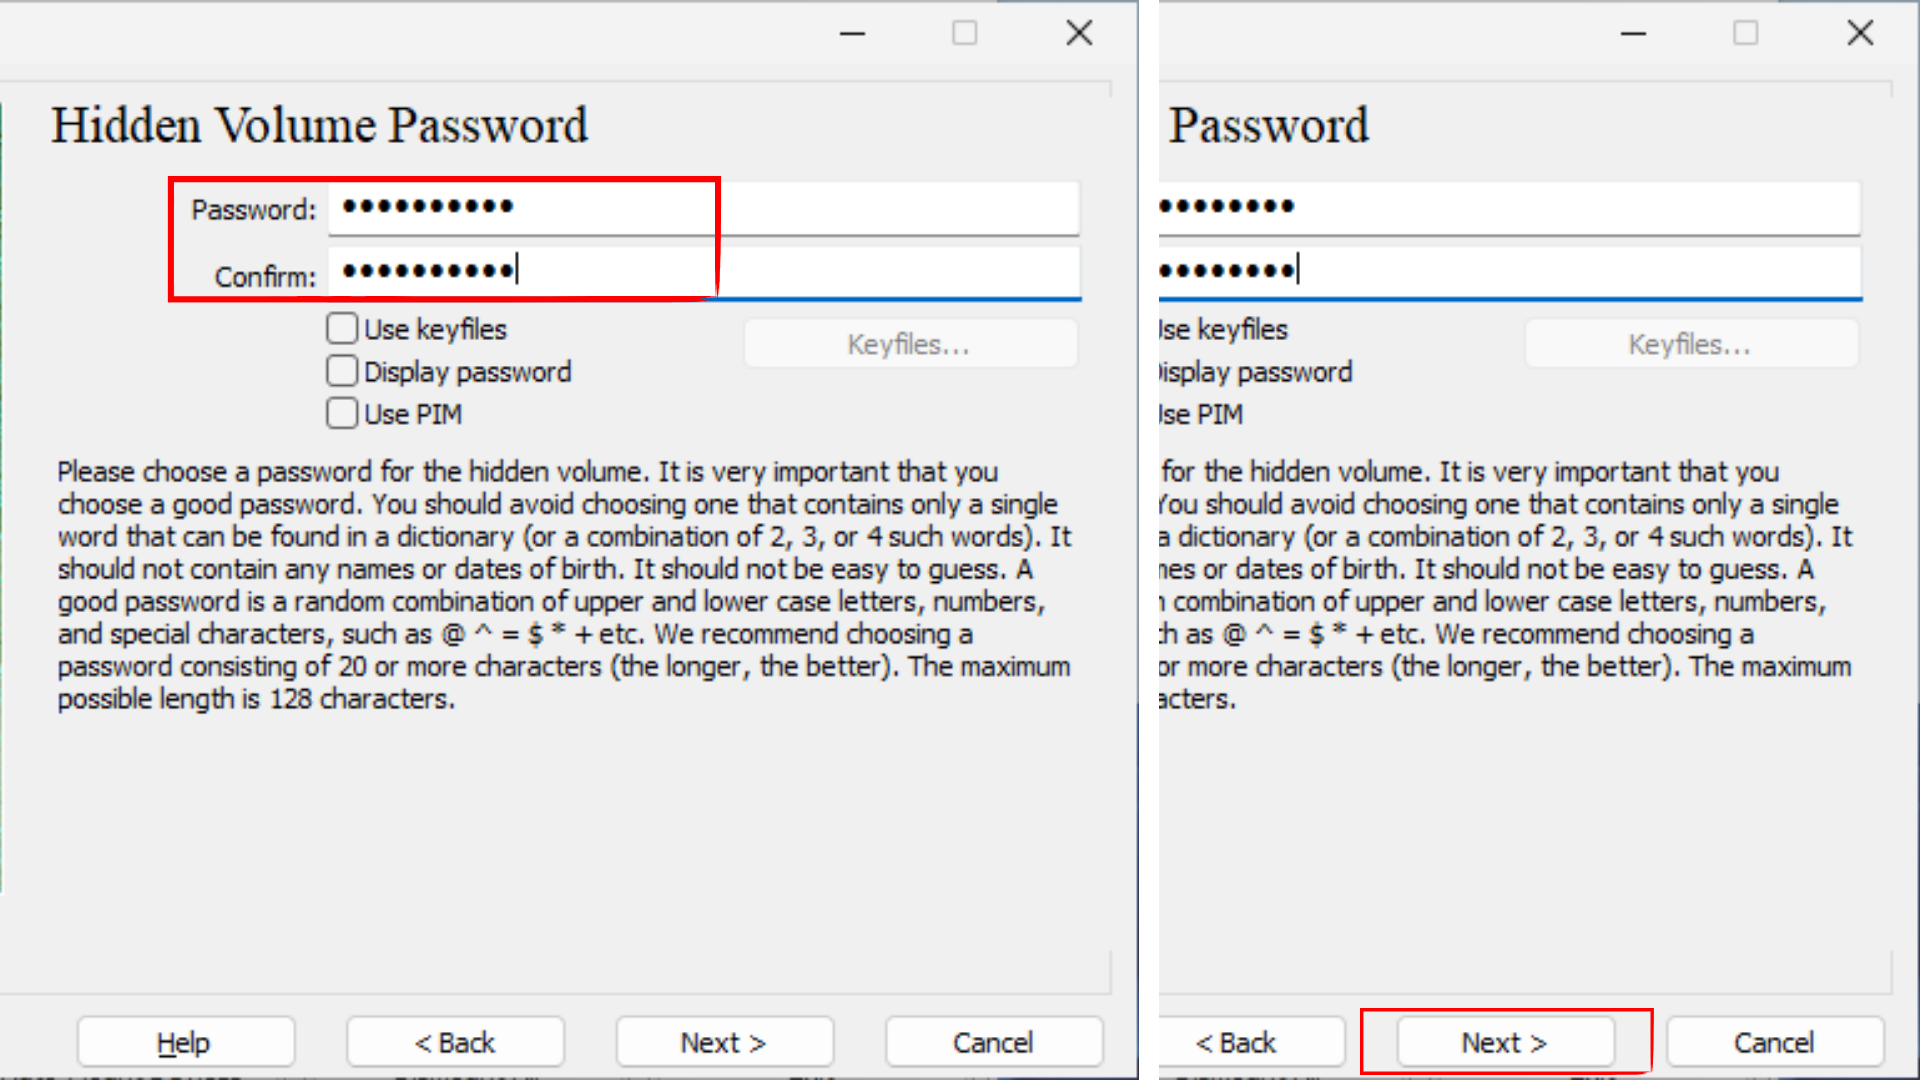 Hidden Volume Password
Password: ••••••••••
Confirm: ••••••••••
Use keyfiles
Keyfiles...
Display password
Use PIM
Please choose a password for the hidden volume. It is very important that you
choose a good password. You should avoid choosing one that contains only a single
word that can be found in a dictionary (or a combination of 2, 3, or 4 such words). It
should not contain any names or dates of birth. It should not be easy to guess. A
good password is a random combination of upper and lower case letters, numbers,
and special characters, such as @ ^ = $ * + etc. We recommend choosing a
password consisting of 20 or more characters (the longer, the better). The maximum
possible length is 128 characters.
Help
< Back
Next >
Cancel
Password
••••••••
••••••••
se keyfiles
Keyfiles...
isplay password
se PIM
for the hidden volume. It is very important that you
You should avoid choosing one that contains only a single
a dictionary (or a combination of 2, 3, or 4 such words). It
nes or dates of birth. It should not be easy to guess. A
combination of upper and lower case letters, numbers,
h as @ ^ = $ * + etc. We recommend choosing a
or more characters (the longer, the better). The maximum
acters.
< Back
Next >
Cancel